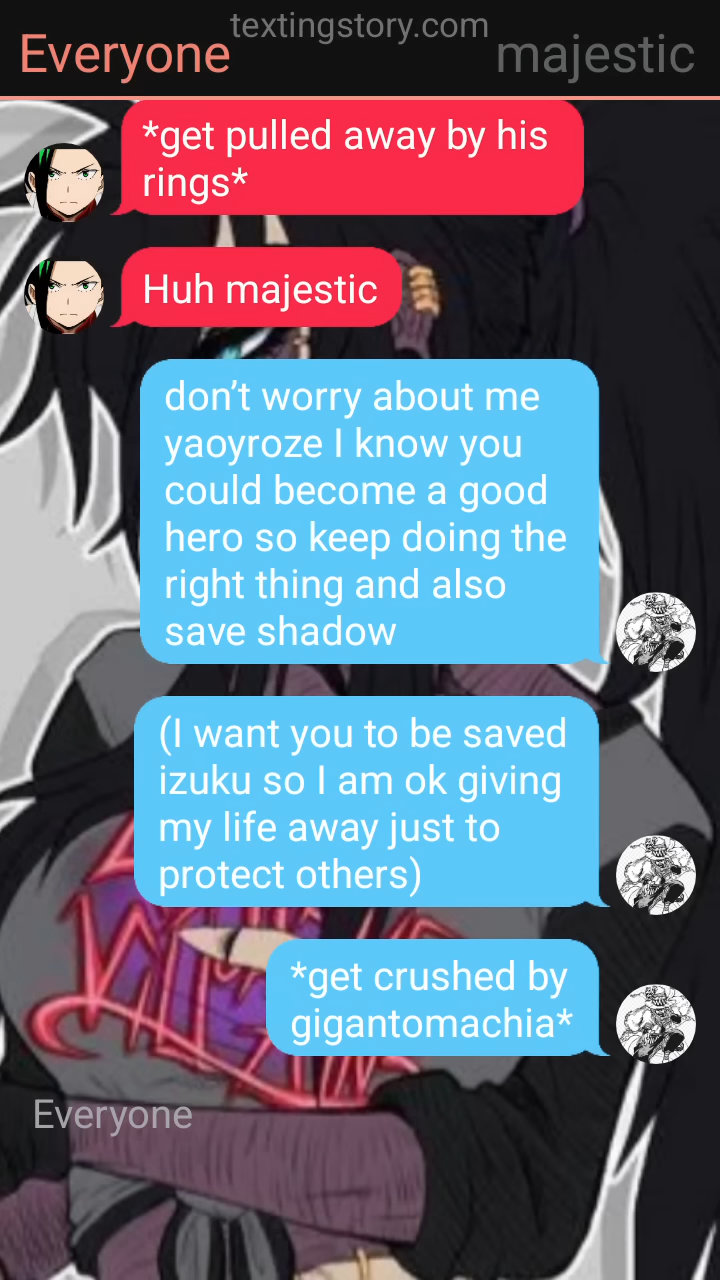 textingstory.com
Everyone
majestic
*get pulled away by his
rings*
Huh majestic
don’t worry about me
yaoyroze I know you
could become a good
hero so keep doing the
right thing and also
save shadow
(I want you to be saved
izuku so I am ok giving
my life away just to
protect others)
*get crushed by
gigantomachia*
Everyone